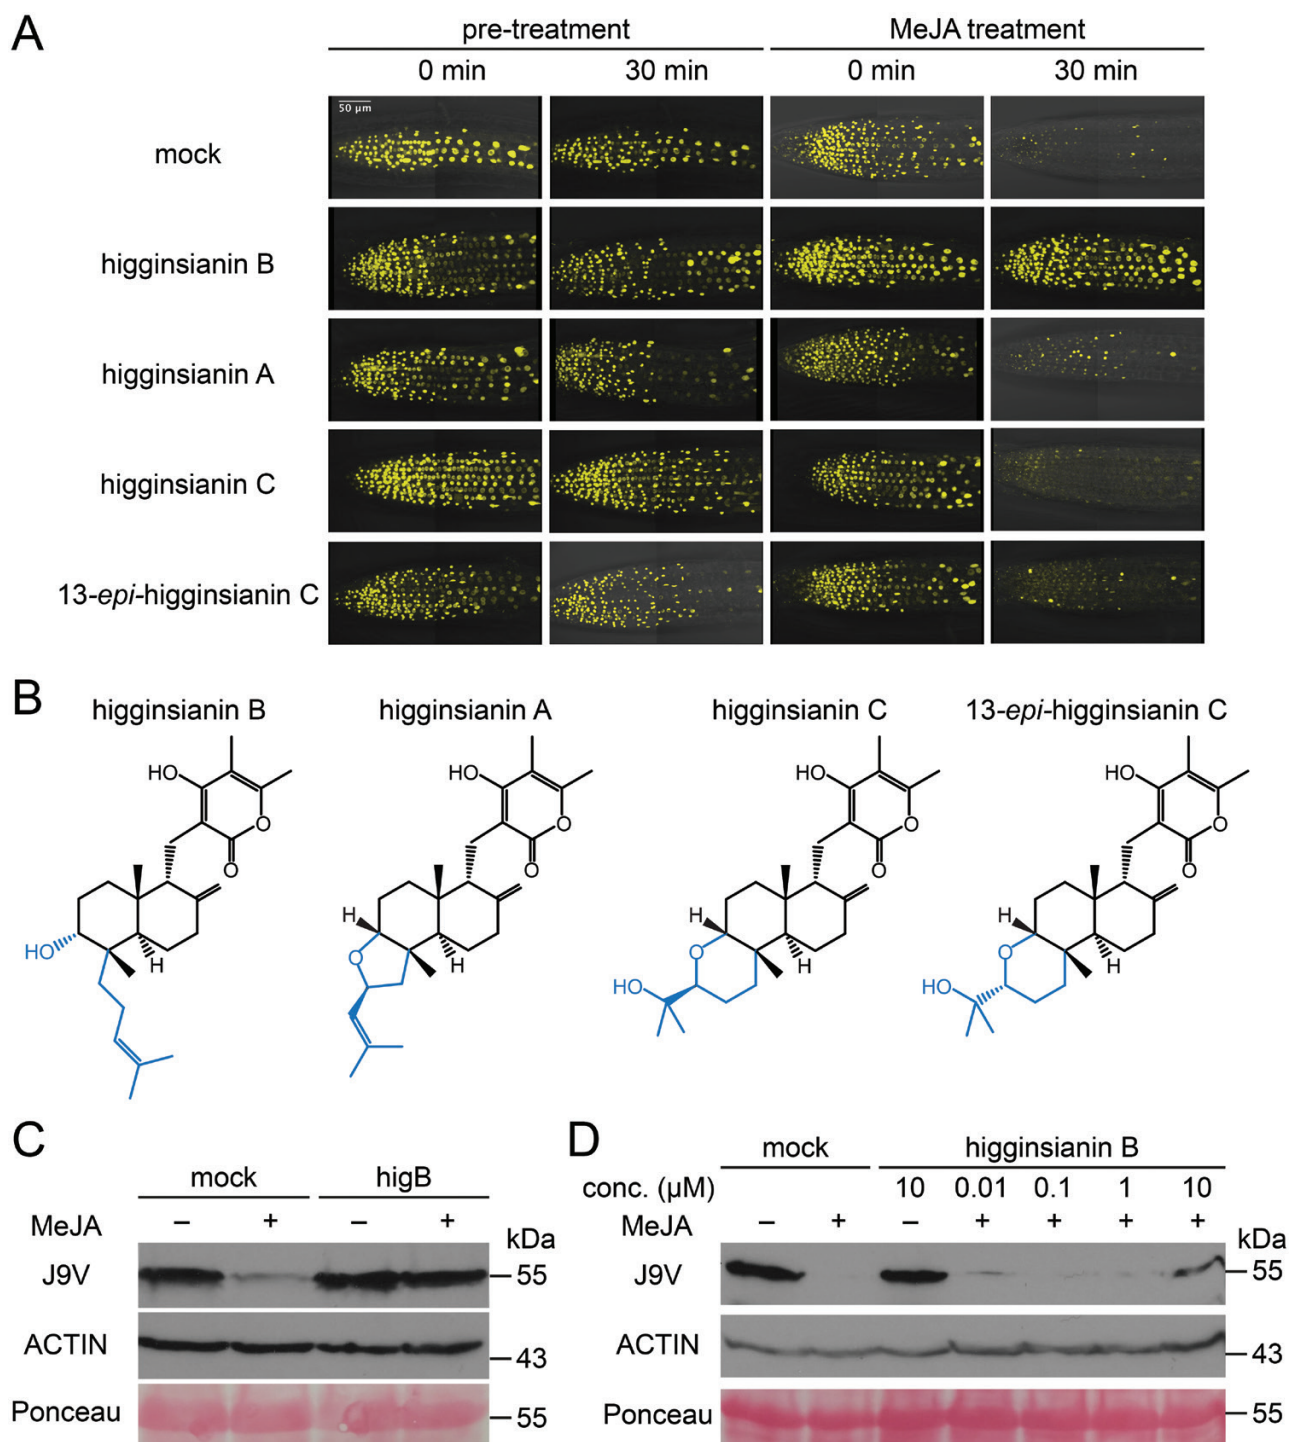 A
pre-treatment MeJA treatment
0 min 30 min 0 min 30 min
50 µm
mock
higginsianin B
higginsianin A
higginsianin C
13-epi-higginsianin C
B
higginsianin B higginsianin A higginsianin C 13-epi-higginsianin C
HO HO HO HO
O O O O
O O O O
H H H
HO O O O
H H H H
HO HO
C D
mock higB
mock higginsianin B
conc. (µM) 10 0.01 0.1 1 10
MeJA – + – + kDa
MeJA – + – + + + + kDa
J9V 55
J9V 55
ACTIN 43
ACTIN 43
Ponceau 55
Ponceau 55